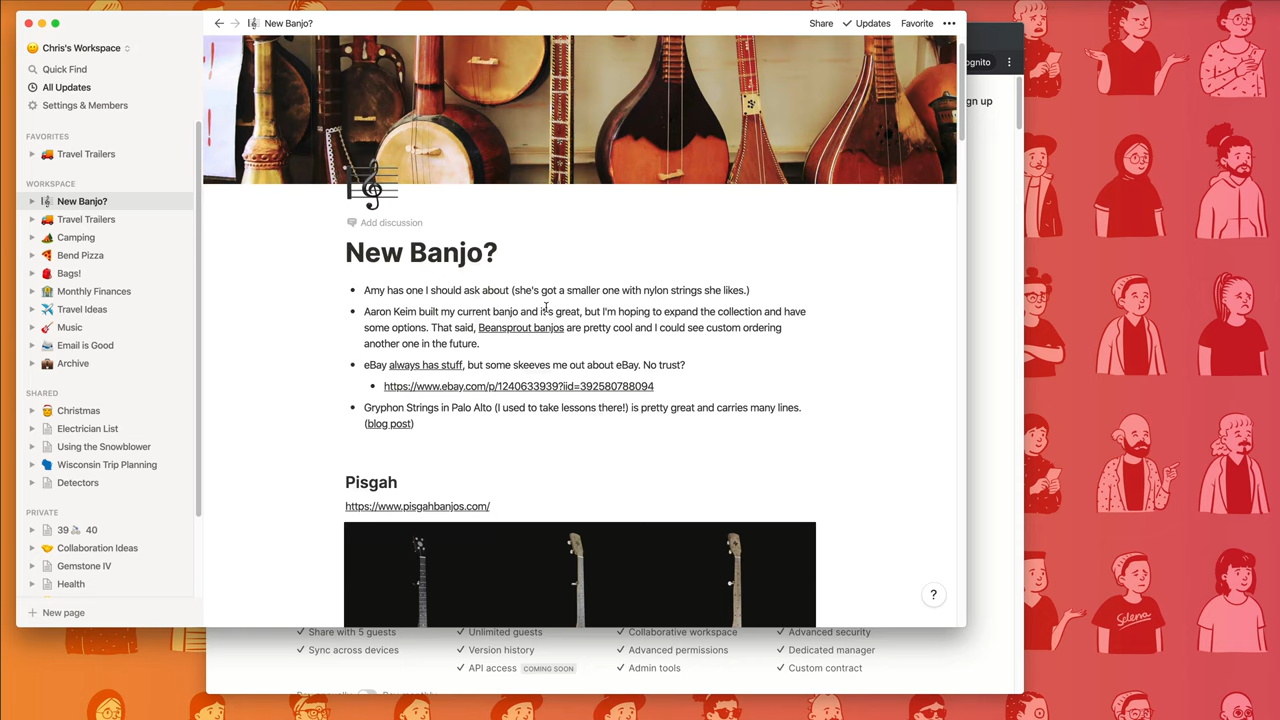 New Banjo?
Share
Updates
Favorite
Chris's Workspace
Quick Find
All Updates
Settings & Members
FAVORITES
Travel Trailers
WORKSPACE
New Banjo?
Travel Trailers
Camping
Bend Pizza
Bags!
Monthly Finances
Travel Ideas
Music
Email is Good
Archive
SHARED
Christmas
Electrician List
Using the Snowblower
Wisconsin Trip Planning
Detectors
PRIVATE
39 🚲 40
Collaboration Ideas
Gemstone IV
Health
New page
Add discussion
New Banjo?
• Amy has one I should ask about (she's got a smaller one with nylon strings she likes.)
• Aaron Keim built my current banjo and it's great, but I'm hoping to expand the collection and have
some options. That said, Beansprout banjos are pretty cool and I could see custom ordering
another one in the future.
• eBay always has stuff, but some skeeves me out about eBay. No trust?
• https://www.ebay.com/p/1240633939?iid=392580788094
• Gryphon Strings in Palo Alto (I used to take lessons there!) is pretty great and carries many lines.
(blog post)
Pisgah
https://www.pisgahbanjos.com/
?
ognito
gn up
Share with 5 guests
Unlimited guests
Collaborative workspace
Advanced security
Sync across devices
Version history
Advanced permissions
Dedicated manager
API access COMING SOON
Admin tools
Custom contract
Selena